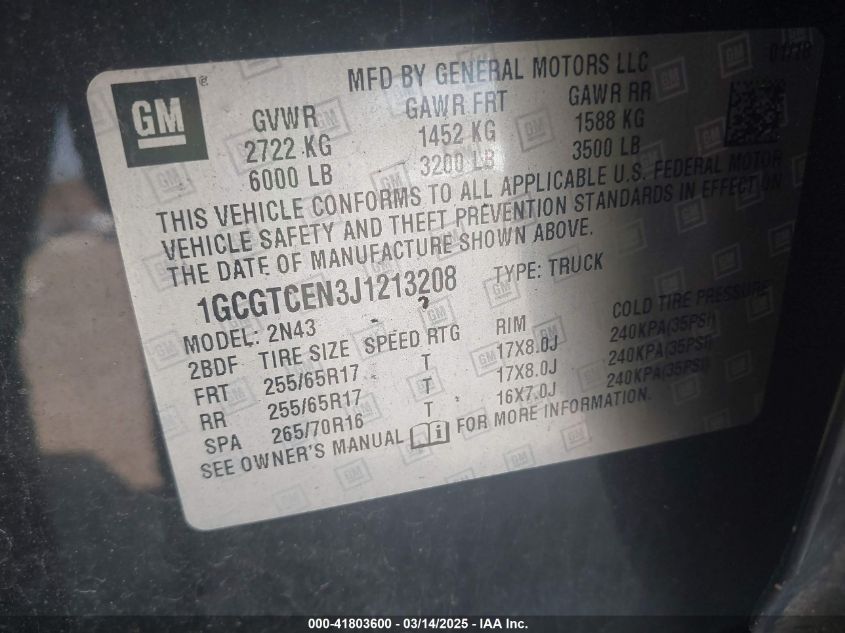 MFD BY GENERAL MOTORS LLC 01/18
GM ®
GVWR GAWR FRT GAWR RR
2722 KG 1452 KG 1588 KG
6000 LB 3200 LB 3500 LB
THIS VEHICLE CONFORMS TO ALL APPLICABLE U.S. FEDERAL MOTOR
VEHICLE SAFETY AND THEFT PREVENTION STANDARDS IN EFFECT ON
THE DATE OF MANUFACTURE SHOWN ABOVE.
1GCGTCEN3J1213208 TYPE: TRUCK
MODEL: 2N43
2BDF TIRE SIZE SPEED RTG RIM COLD TIRE PRESSURE
FRT 255/65R17 T 17X8.0J 240KPA(35PSI)
RR 255/65R17 T 17X8.0J 240KPA(35PSI)
SPA 265/70R16 T 16X7.0J 240KPA(35PSI)
SEE OWNER'S MANUAL FOR MORE INFORMATION.
000-41803600 - 03/14/2025 - IAA Inc.